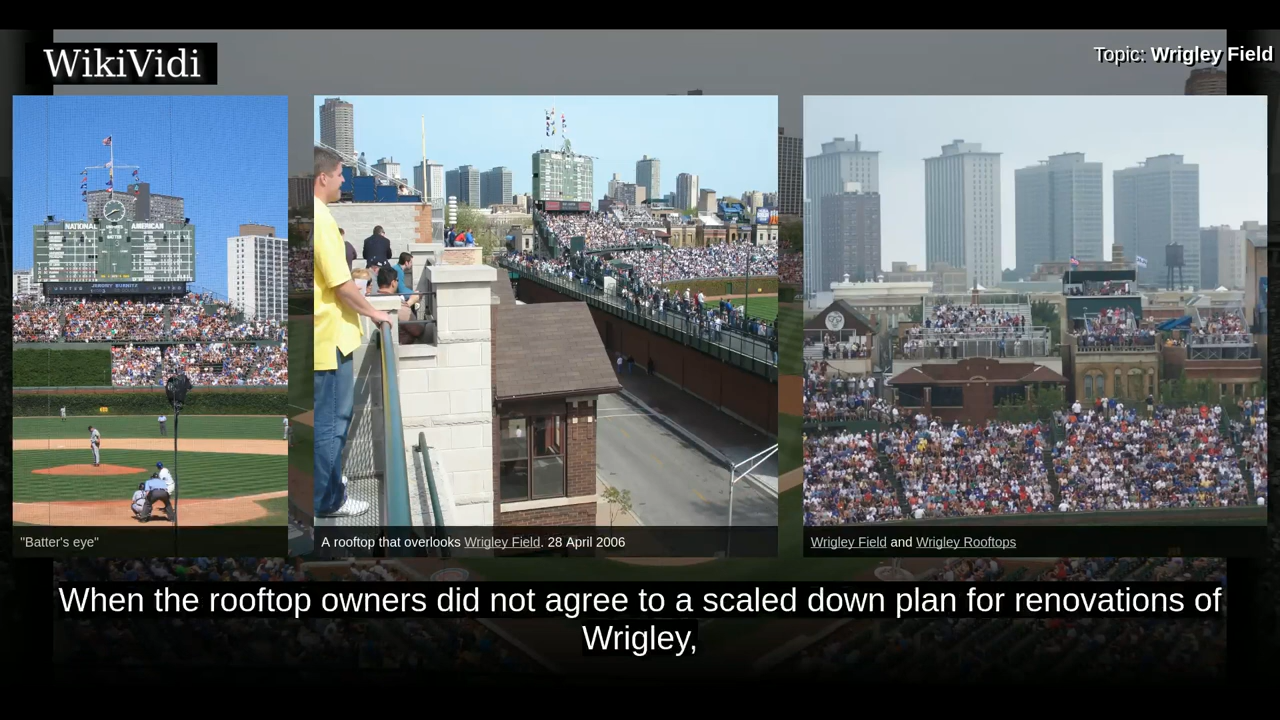 WikiVidi
Topic: Wrigley Field
NATIONAL
AMERICAN
"Batter's eye"
A rooftop that overlooks Wrigley Field. 28 April 2006
Wrigley Field and Wrigley Rooftops
When the rooftop owners did not agree to a scaled down plan for renovations of
Wrigley,